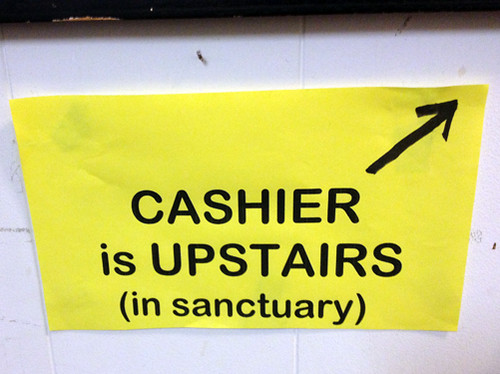 CASHIER
is UPSTAIRS
(in sanctuary)